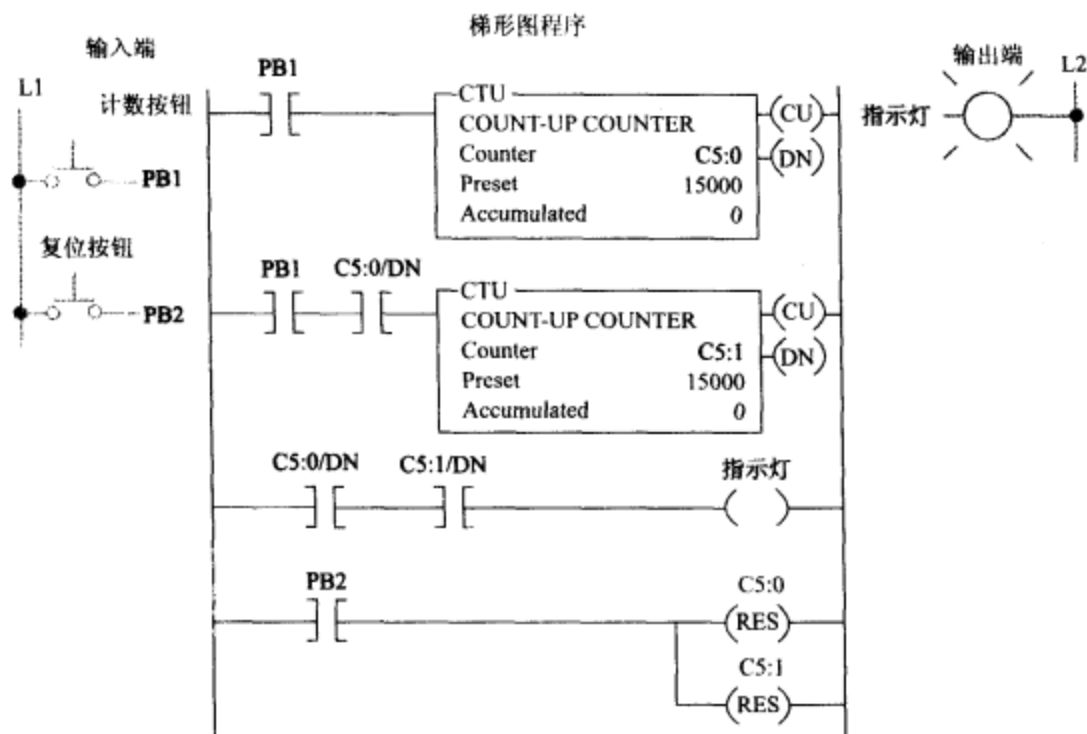 梯形图程序
输入端
L1
计数按钮
PB1
复位按钮
PB2
PB1
CTU
COUNT-UP COUNTER
Counter C5:0
Preset 15000
Accumulated 0
CU
DN
PB1 C5:0/DN
CTU
COUNT-UP COUNTER
Counter C5:1
Preset 15000
Accumulated 0
CU
DN
C5:0/DN C5:1/DN 指示灯
PB2
C5:0
RES
C5:1
RES
输出端
L2
指示灯